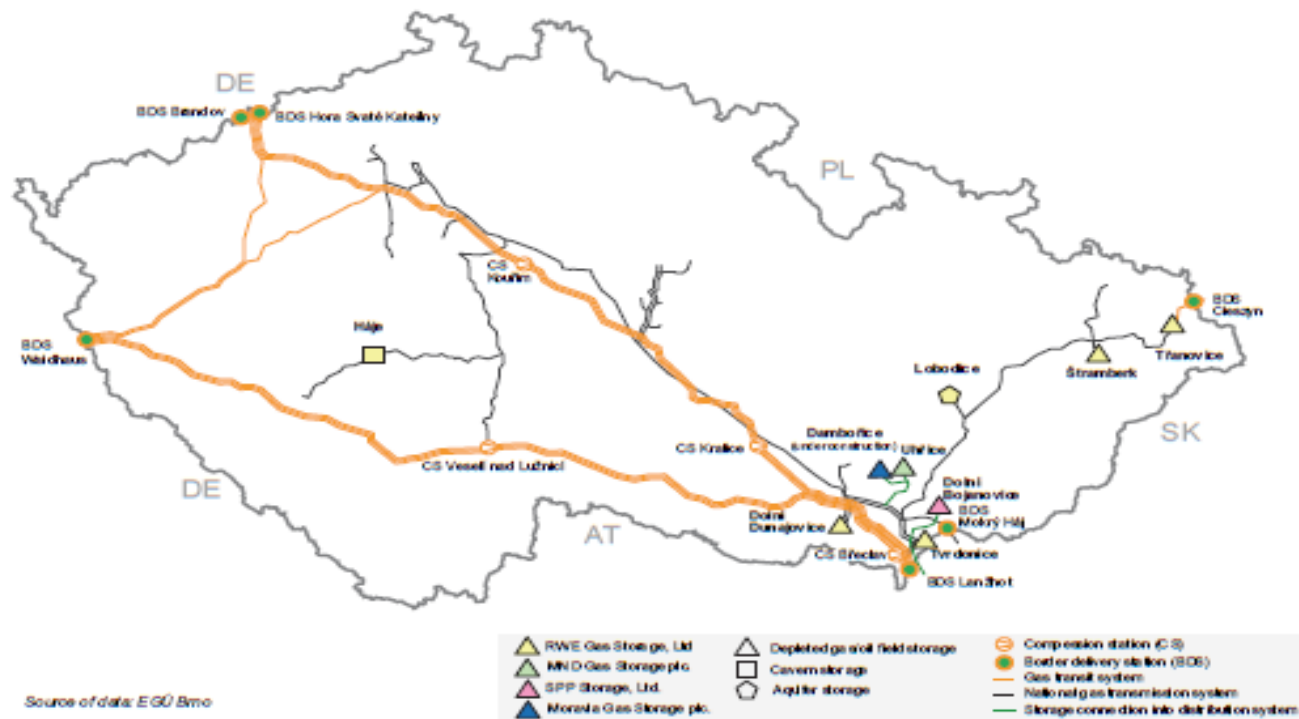 DE
BDS Brandov
BDS Hora Svaté Kateřiny
PL
CS
Kouřim
BDS
Waidhaus
Háje
BDS
Cieszyn
Třanovice
Štramberk
Lobodice
SK
Dambořice
(under construction)
Uhřice
CS Kralice
CS Veselí nad Lužnicí
DE
Dolní
Bojanovice
BDS
Mokrý Háj
Dolní
Dunajovice
Tvrdonice
AT
CS Břeclav
BDS Lanžhot
RWE Gas Storage, Ltd
MND Gas Storage plc
SPP Storage, Ltd.
Moravia Gas Storage plc.
Depleted gas/oil field storage
Cavern storage
Aquifer storage
Compression station (CS)
Border delivery station (BDS)
Gas transit system
National gas transmission system
Storage connection into distribution system
Source of data: EGÚ Brno